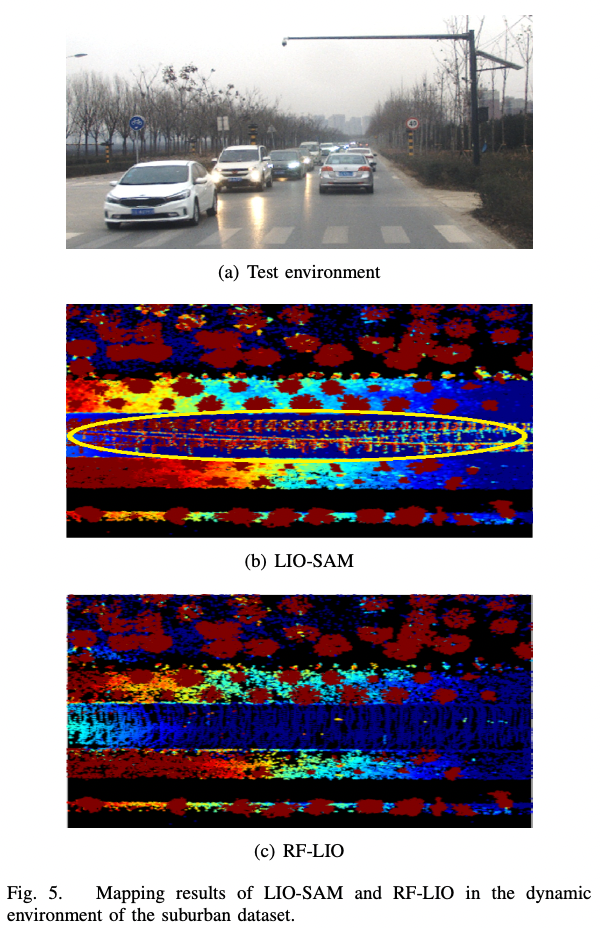 40
(a) Test environment
(b) LIO-SAM
(c) RF-LIO
Fig. 5. Mapping results of LIO-SAM and RF-LIO in the dynamic
environment of the suburban dataset.